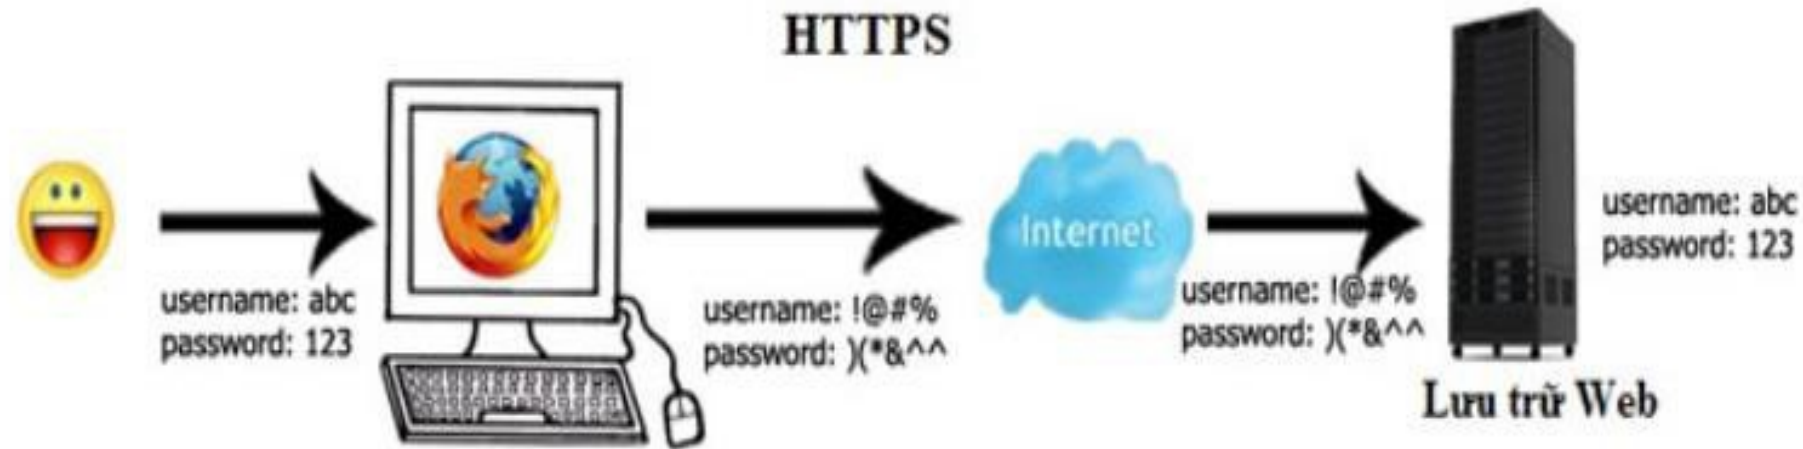 HTTPS
username: abc
password: 123
username: !@#%
password: )(*&^^
Internet
username: !@#%
password: )(*&^^
username: abc
password: 123
Lưu trữ Web